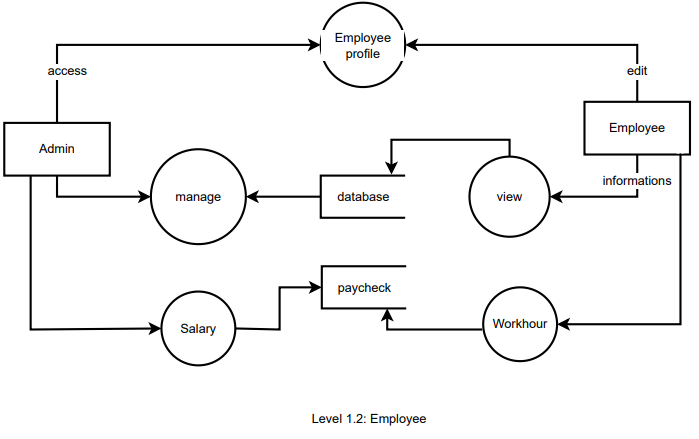 Employee
profile
access
edit
Admin
Employee
informations
manage
database
view
paycheck
Salary
Workhour
Level 1.2: Employee